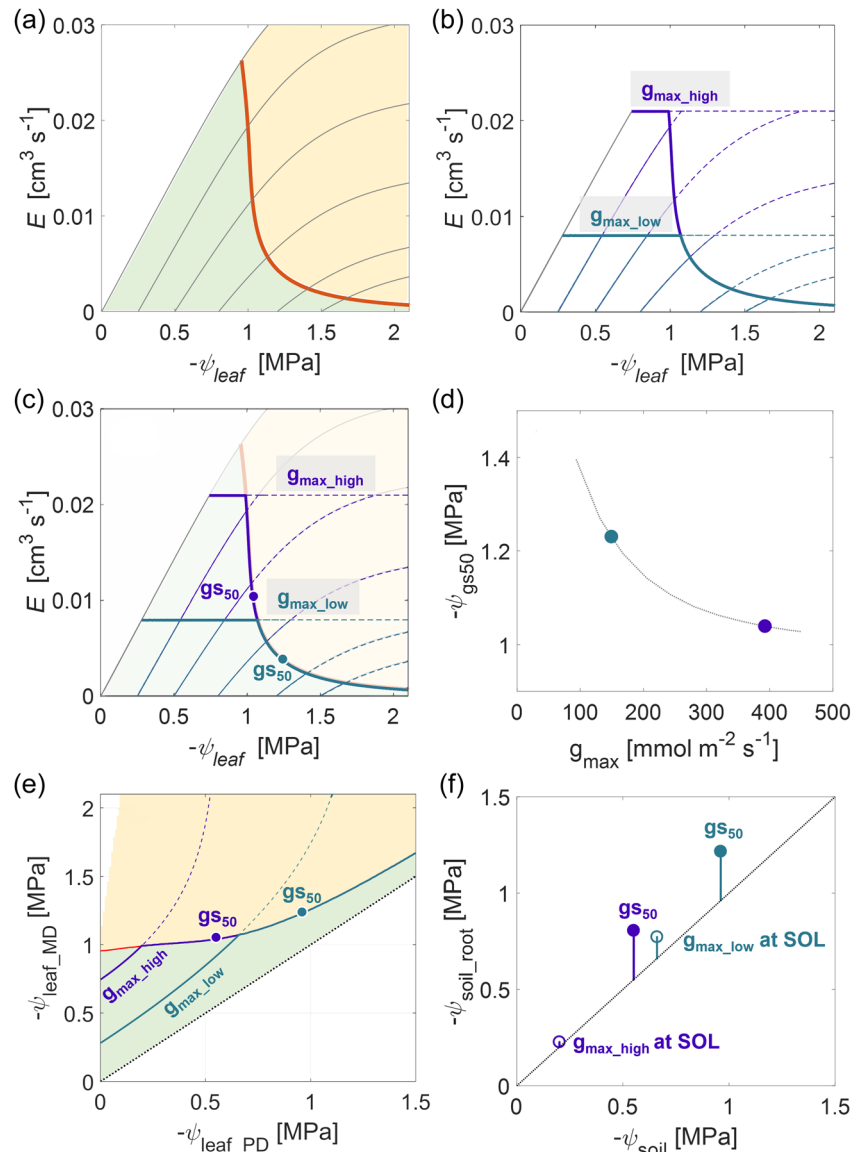 (a)
0.03
0.02
0.01
0
E [cm³ s⁻¹]
0 0.5 1 1.5 2
-ψleaf [MPa]
(b)
0.03
0.02
0.01
0
E [cm³ s⁻¹]
gmax_high
gmax_low
0 0.5 1 1.5 2
-ψleaf [MPa]
(c)
0.03
0.02
0.01
0
E [cm³ s⁻¹]
gmax_high
gs50
gmax_low
gs50
0 0.5 1 1.5 2
-ψleaf [MPa]
(d)
1.4
1.2
1
-ψgs50 [MPa]
0 100 200 300 400 500
gmax [mmol m⁻² s⁻¹]
(e)
2
1.5
1
0.5
0
-ψleaf_MD [MPa]
gs50
gs50
gmax_high
gmax_low
0 0.5 1 1.5
-ψleaf_PD [MPa]
(f)
1.5
1
0.5
0
-ψsoil_root [MPa]
gs50
gs50
gmax_low at SOL
gmax_high at SOL
0 0.5 1 1.5
-ψsoil [MPa]